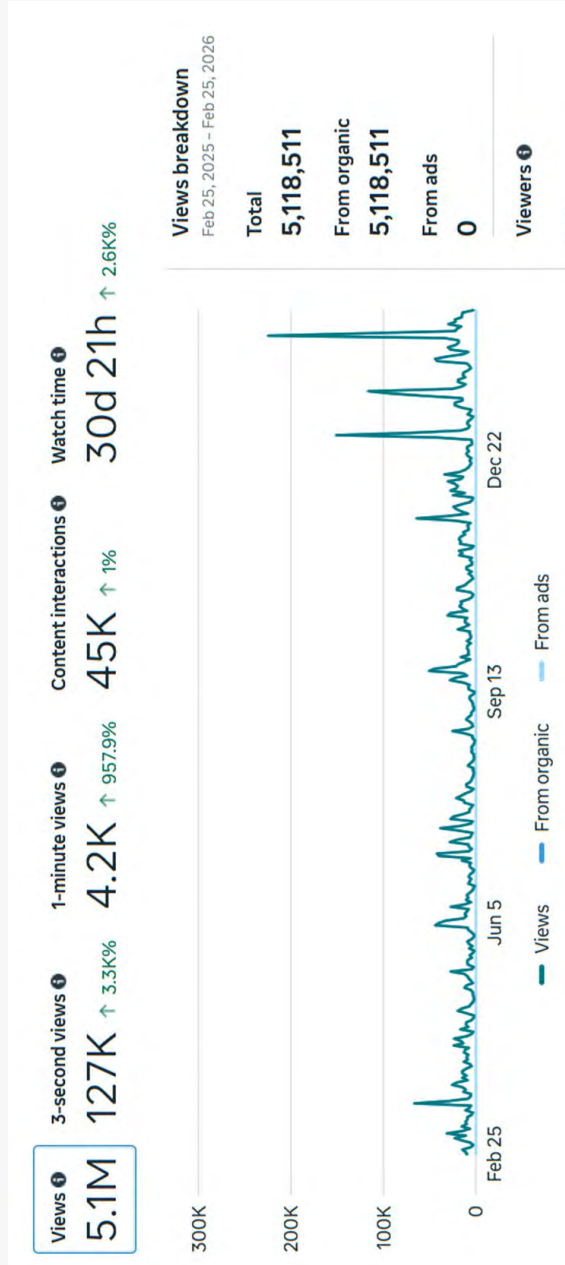 Views
5.1M
3-second views
127K ↑ 3.3K%
1-minute views
4.2K ↑ 957.9%
Content interactions
45K ↑ 1%
Watch time
30d 21h ↑ 2.6K%
300K
200K
100K
0
Feb 25
Jun 5
Sep 13
Dec 22
Views
From organic
From ads
Views breakdown
Feb 25, 2025 - Feb 25, 2026
Total
5,118,511
From organic
5,118,511
From ads
0
Viewers